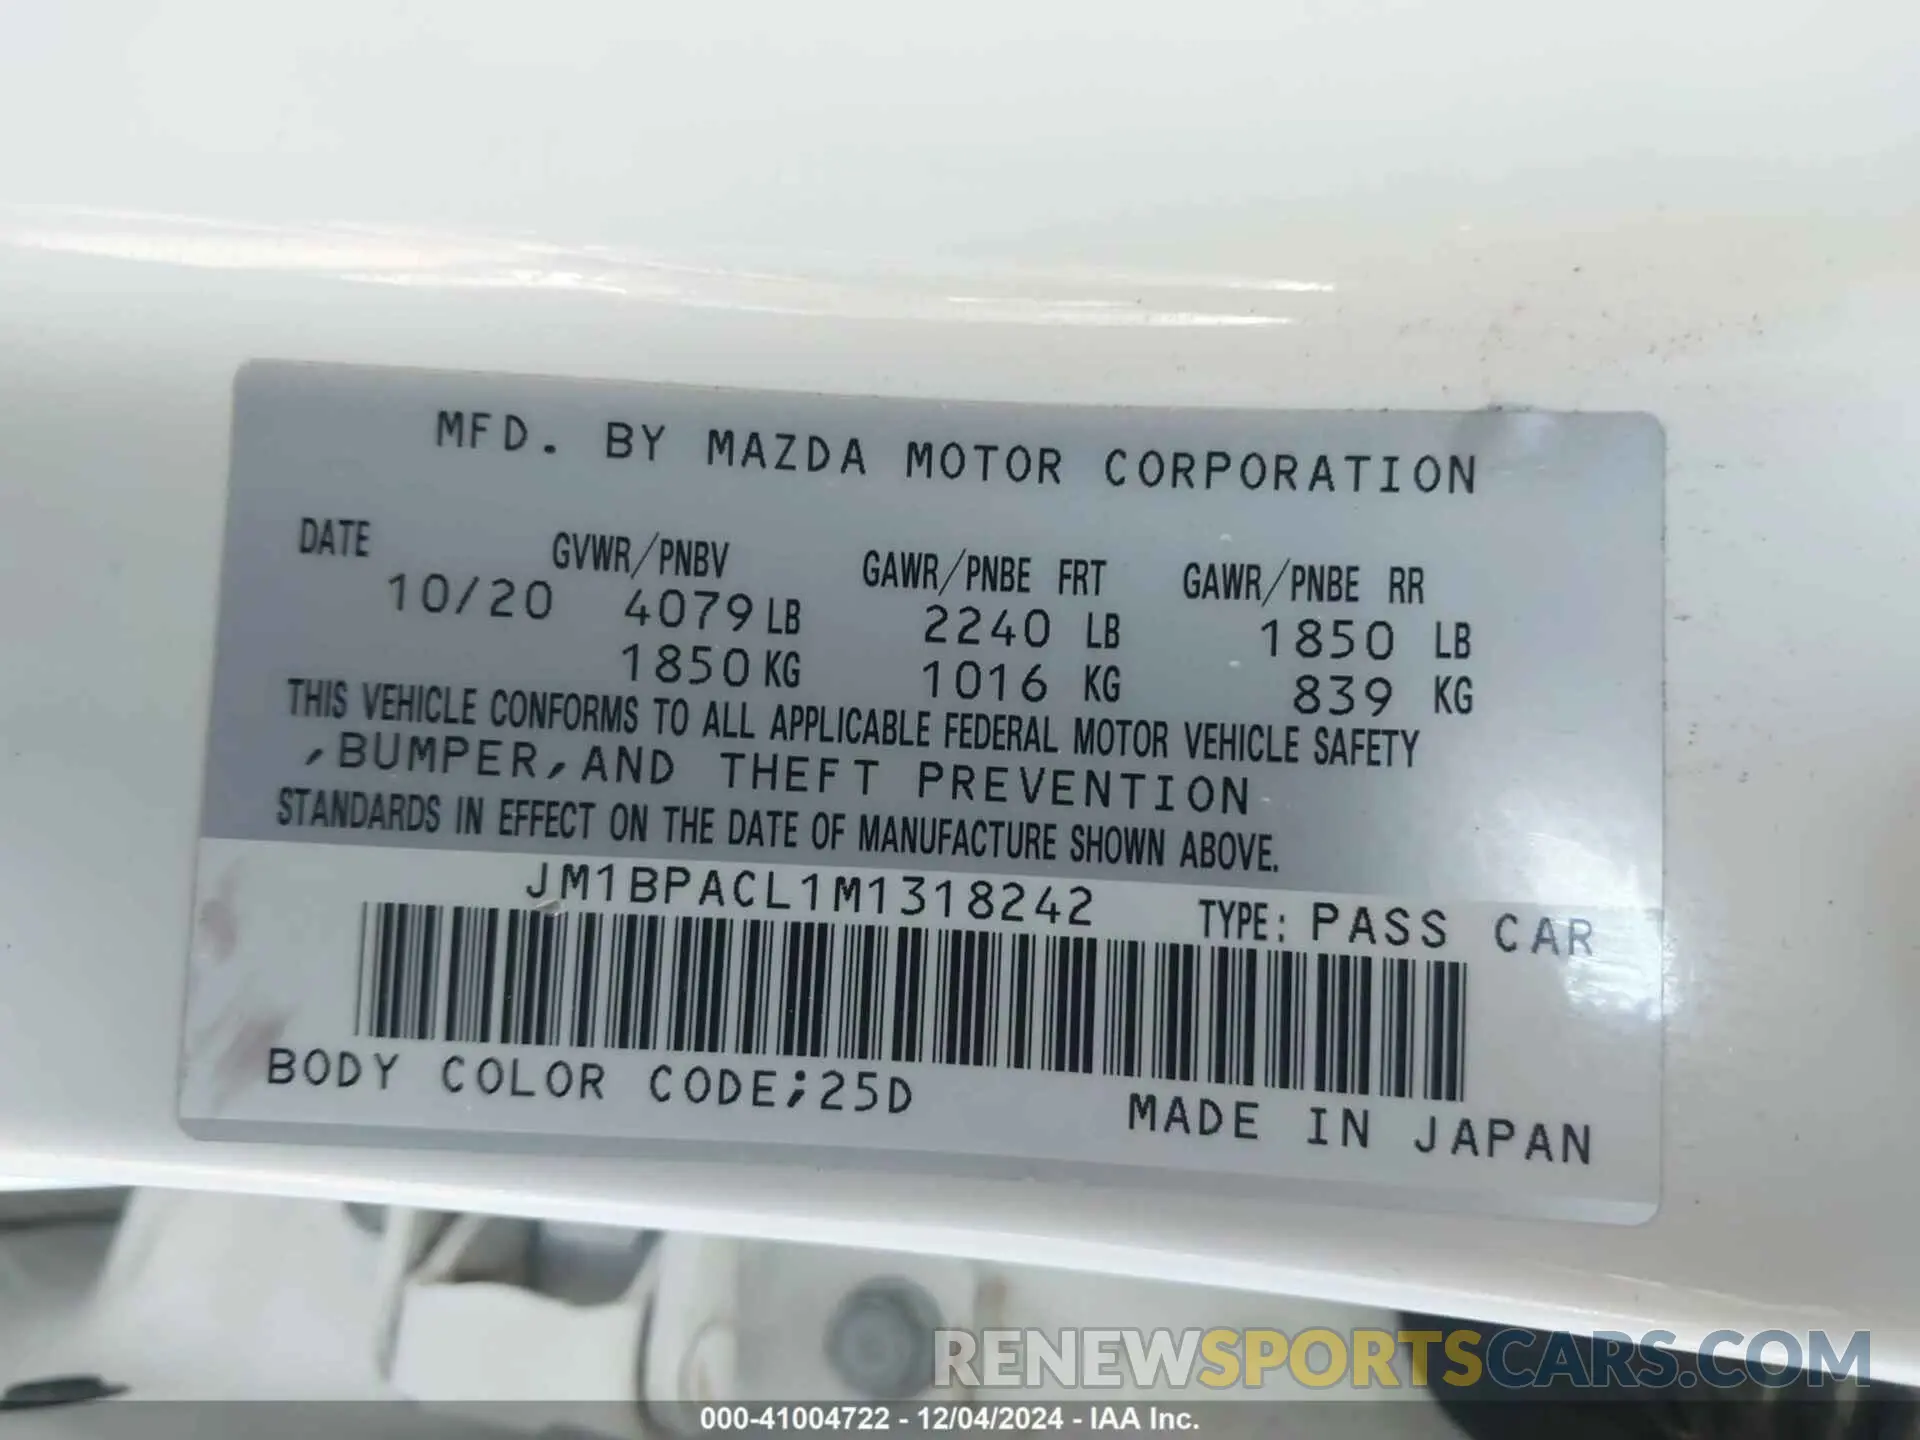 MFD. BY MAZDA MOTOR CORPORATION
DATE GVWR/PNBV GAWR/PNBE FRT GAWR/PNBE RR
10/20 4079 LB 2240 LB 1850 LB
1850 KG 1016 KG 839 KG
THIS VEHICLE CONFORMS TO ALL APPLICABLE FEDERAL MOTOR VEHICLE SAFETY
,BUMPER,AND THEFT PREVENTION
STANDARDS IN EFFECT ON THE DATE OF MANUFACTURE SHOWN ABOVE.
JM1BPACL1M1318242 TYPE: PASS CAR
BODY COLOR CODE;25D
MADE IN JAPAN
RENEWSPORTSCARS.COM
000-41004722 - 12/04/2024 - IAA Inc.